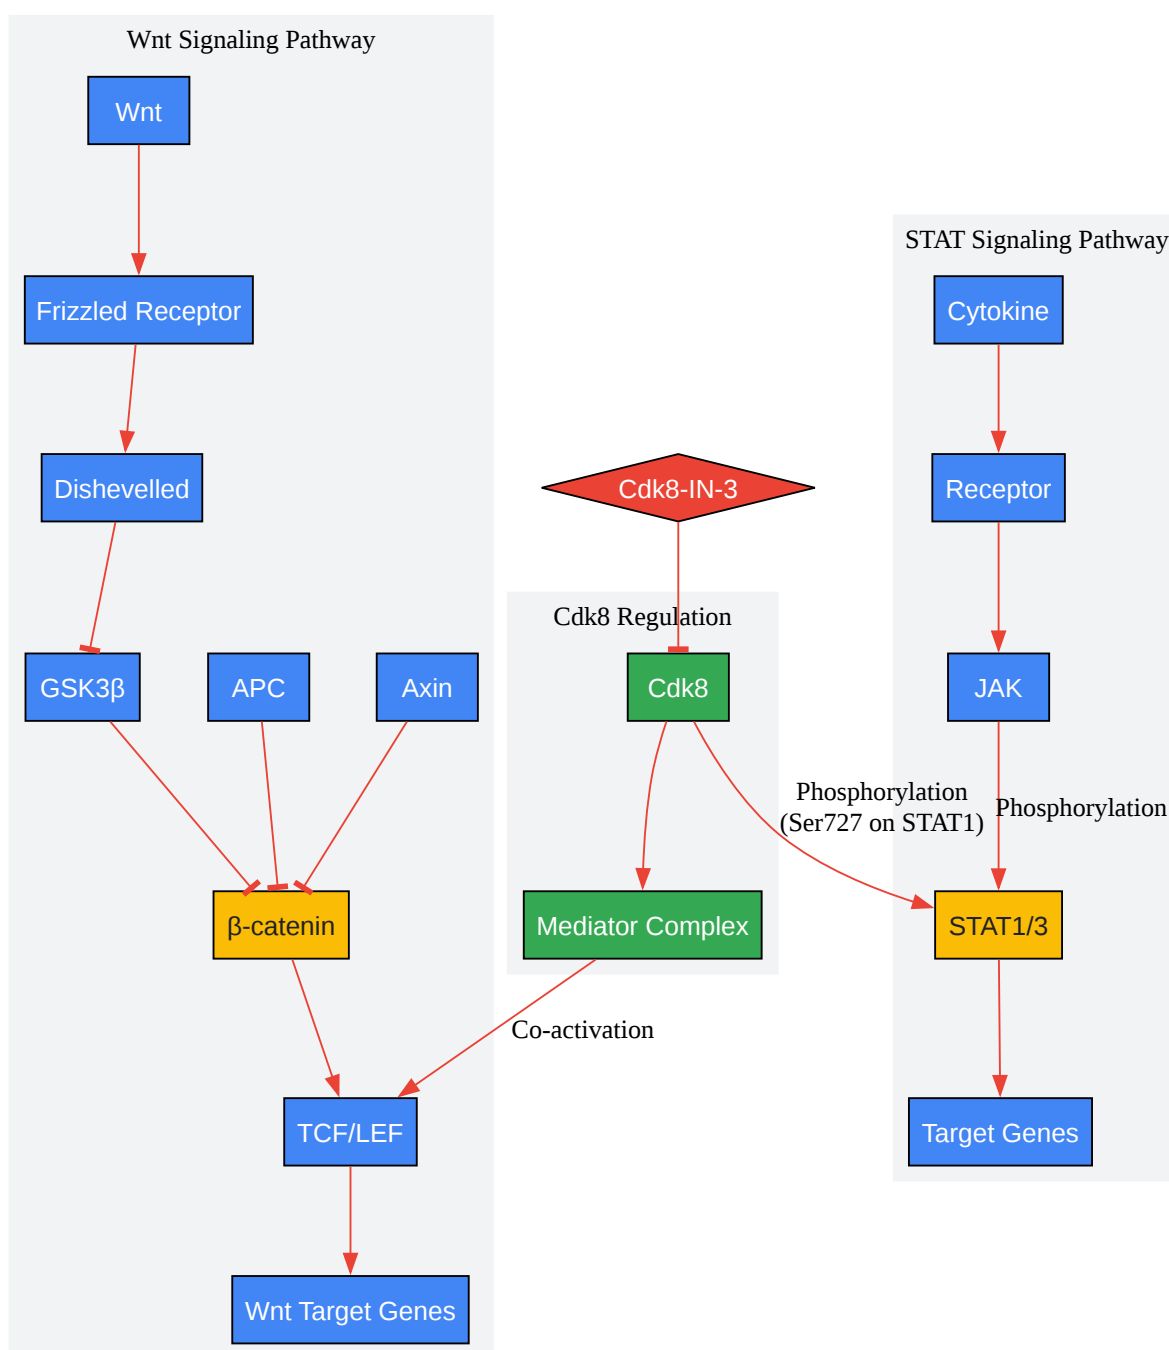 Wnt Signaling Pathway
Wnt
Frizzled Receptor
Dishevelled
GSK3β
APC
Axin
β-catenin
TCF/LEF
Wnt Target Genes
Cdk8-IN-3
Cdk8 Regulation
Cdk8
Mediator Complex
Co-activation
Phosphorylation
(Ser727 on STAT1)
STAT Signaling Pathway
Cytokine
Receptor
JAK
Phosphorylation
STAT1/3
Target Genes